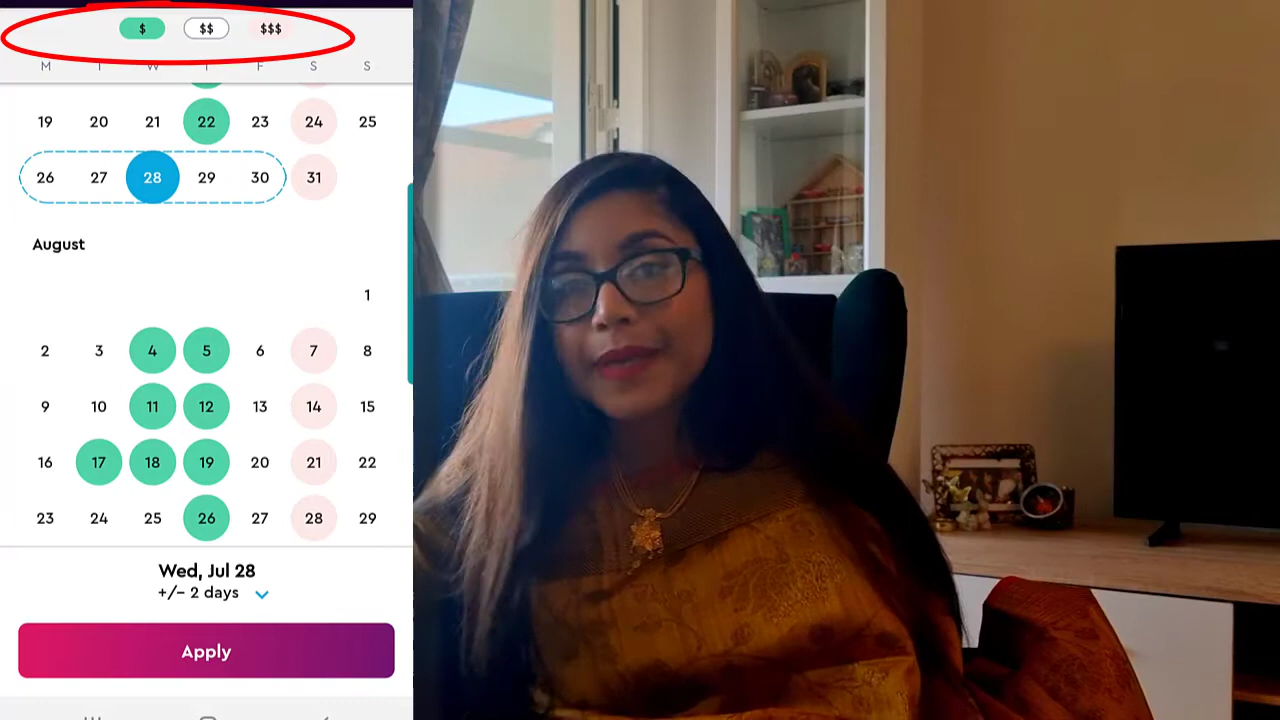 $ $$ $$$
M T W T F S S
19 20 21 22 23 24 25
26 27 28 29 30 31
August
1
2 3 4 5 6 7 8
9 10 11 12 13 14 15
16 17 18 19 20 21 22
23 24 25 26 27 28 29
Wed, Jul 28
+/- 2 days
Apply